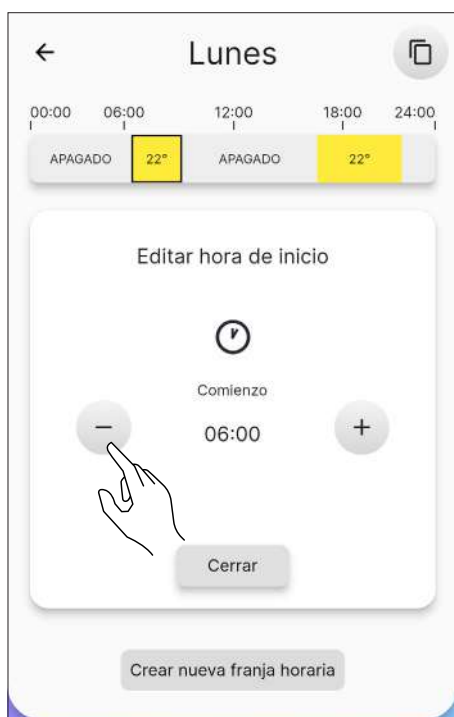 Lunes
00:00 06:00 12:00 18:00 24:00
APAGADO 22° APAGADO 22°
Editar hora de inicio
Comienzo
06:00
Cerrar
Crear nueva franja horaria